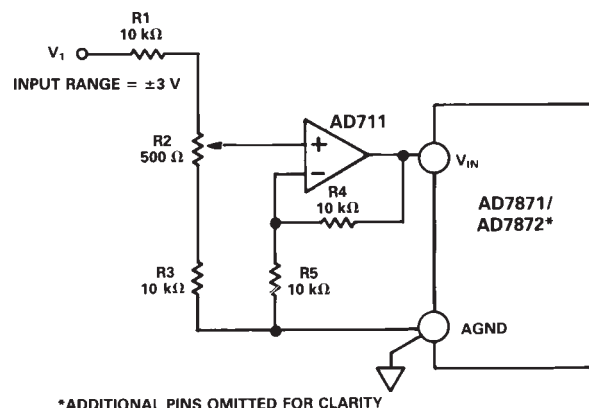 R1
10 kΩ
V1
INPUT RANGE = ±3 V
AD711
R2
500 Ω
+
–
VIN
R4
10 kΩ
AD7871/
AD7872*
R3
10 kΩ
R5
10 kΩ
AGND
*ADDITIONAL PINS OMITTED FOR CLARITY